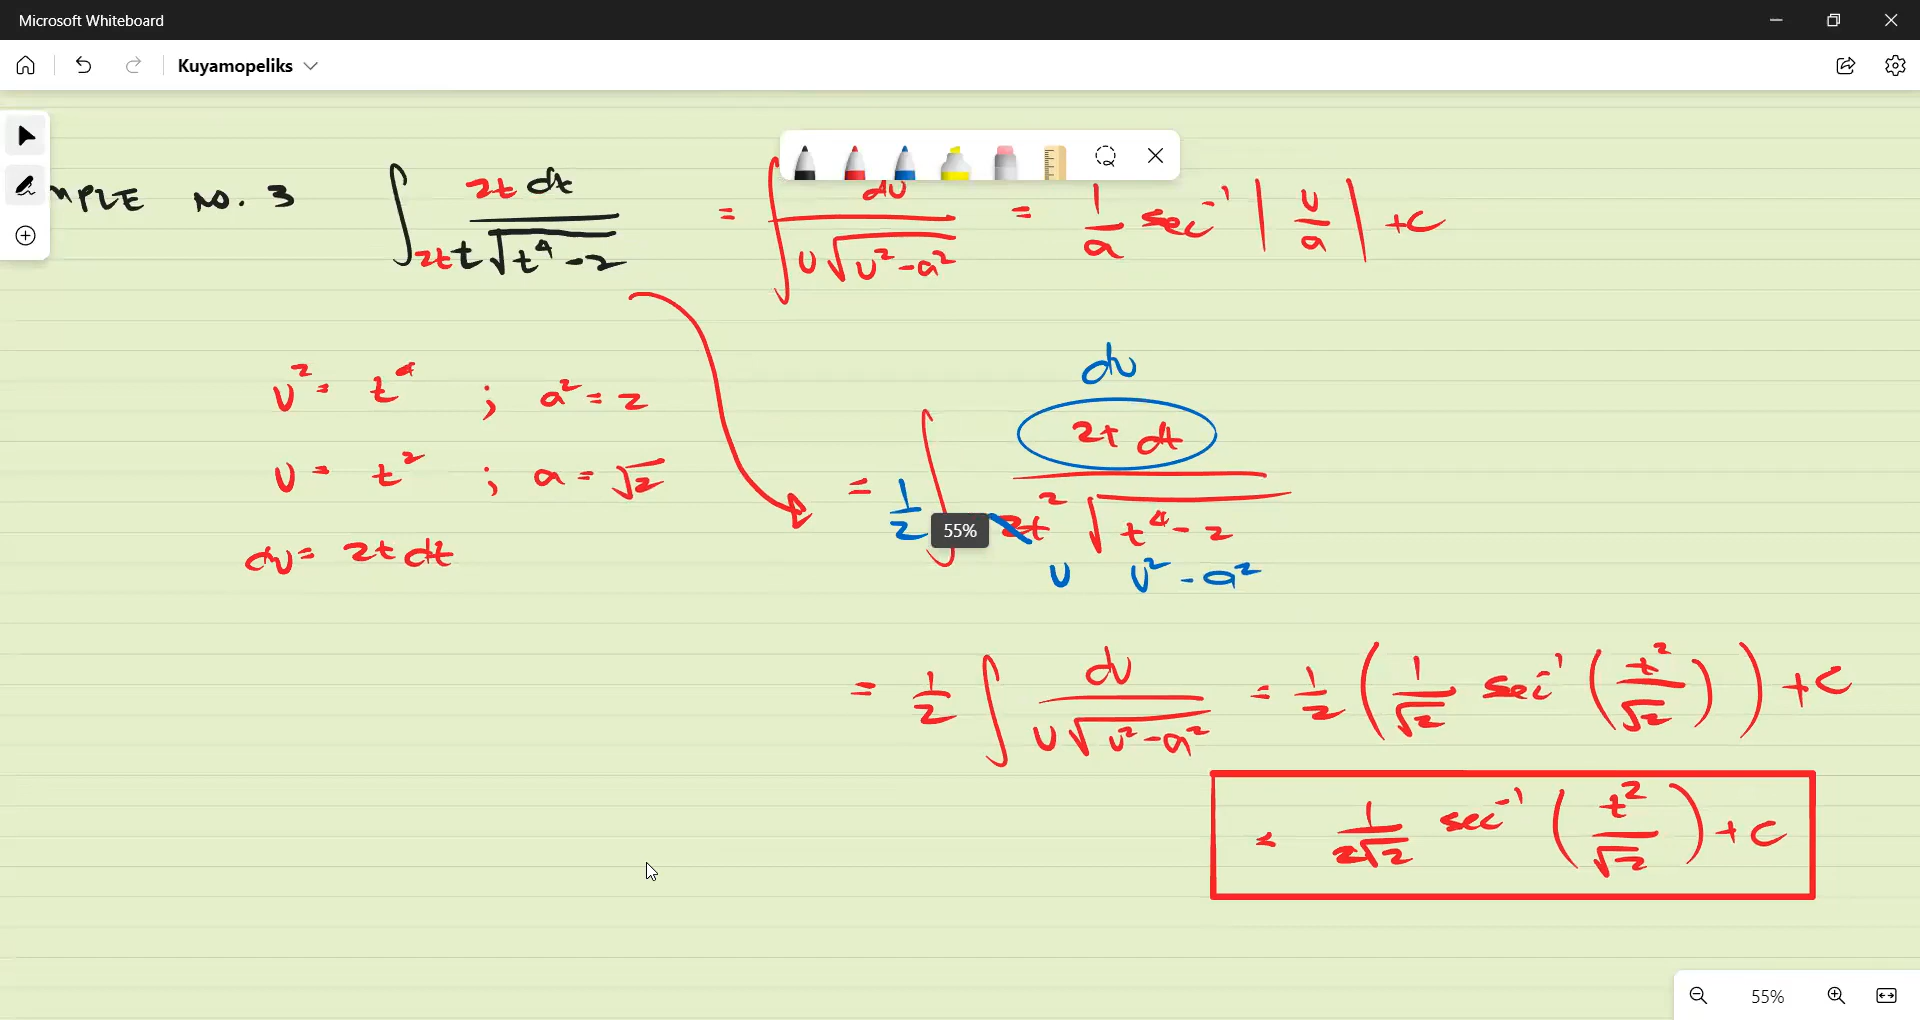 Microsoft Whiteboard
Kuyamopeliks
MPLE NO. 3 ∫ 2t dt / 2t t √(t⁴ - 2) = ∫ du / u √(u² - a²) = 1/a sec⁻¹ | u/a | + c
u² = t⁴ ; a² = 2
u = t² ; a = √2
du = 2t dt
du
= 1/2 ∫ 2t dt / 2t² √(t⁴ - 2)
55%
u u² - a²
= 1/2 ∫ du / u √(u² - a²) = 1/2 ( 1/√2 sec⁻¹ ( t²/√2 ) ) + c
= 1/2√2 sec⁻¹ ( t²/√2 ) + c
55%